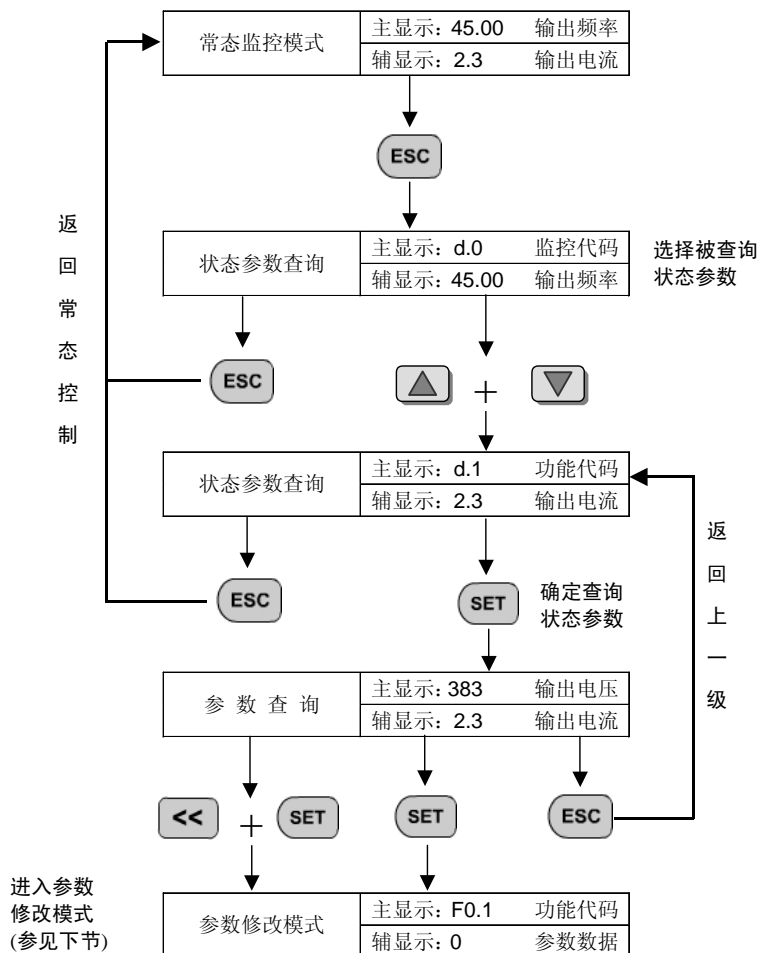 常态监控模式
主显示: 45.00 输出频率
辅显示: 2.3 输出电流
ESC
返回常态控制
状态参数查询
主显示: d.0 监控代码
辅显示: 45.00 输出频率
选择被查询
状态参数
ESC
+
状态参数查询
主显示: d.1 功能代码
辅显示: 2.3 输出电流
返回上一级
ESC
SET
确定查询
状态参数
参数查询
主显示: 383 输出电压
辅显示: 2.3 输出电流
<< + SET
SET
ESC
进入参数
修改模式
(参见下节)
参数修改模式
主显示: F0.1 功能代码
辅显示: 0 参数数据